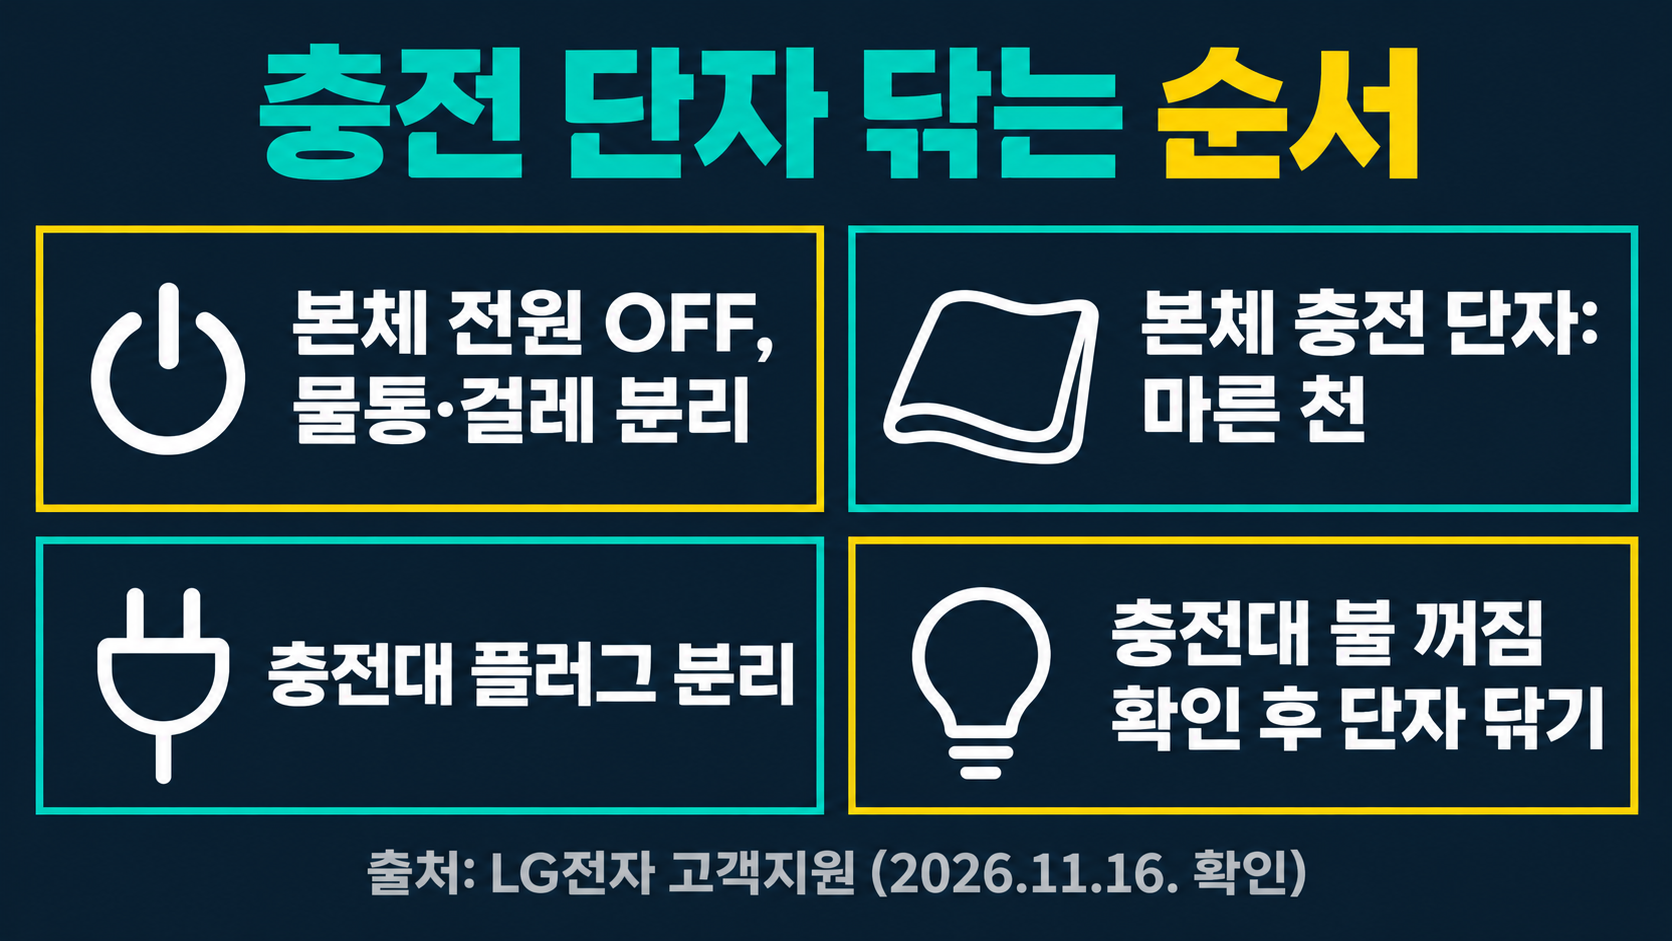 충전 단자 닦는 순서
본체 전원 OFF,
물통·걸레 분리
본체 충전 단자:
마른 천
충전대 플러그 분리
충전대 불 꺼짐
확인 후 단자 닦기
출처: LG전자 고객지원 (2026.11.16. 확인)